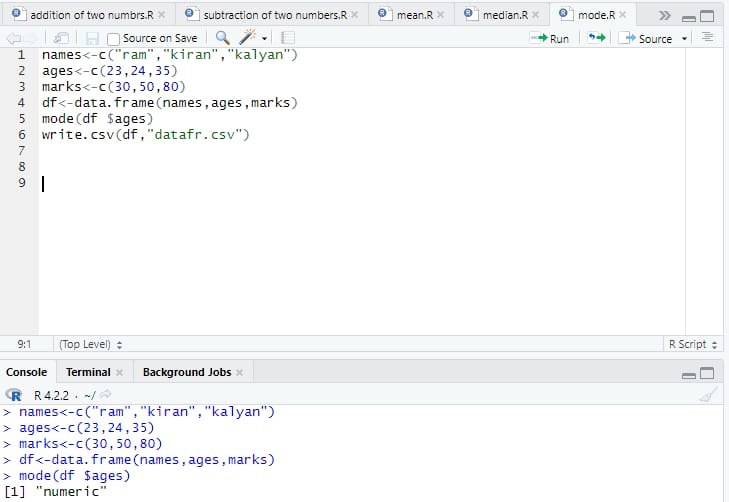 addition of two numbrs.R
subtraction of two numbers.R
mean.R
median.R
mode.R
Source on Save
Run
Source
1 names<-c("ram","kiran","kalyan")
2 ages<-c(23,24,35)
3 marks<-c(30,50,80)
4 df<-data.frame(names,ages,marks)
5 mode(df $ages)
6 write.csv(df,"datafr.csv")
7
8
9
9:1 (Top Level) R Script
Console Terminal Background Jobs
R R 4.2.2 · ~/
> names<-c("ram","kiran","kalyan")
> ages<-c(23,24,35)
> marks<-c(30,50,80)
> df<-data.frame(names,ages,marks)
> mode(df $ages)
[1] "numeric"